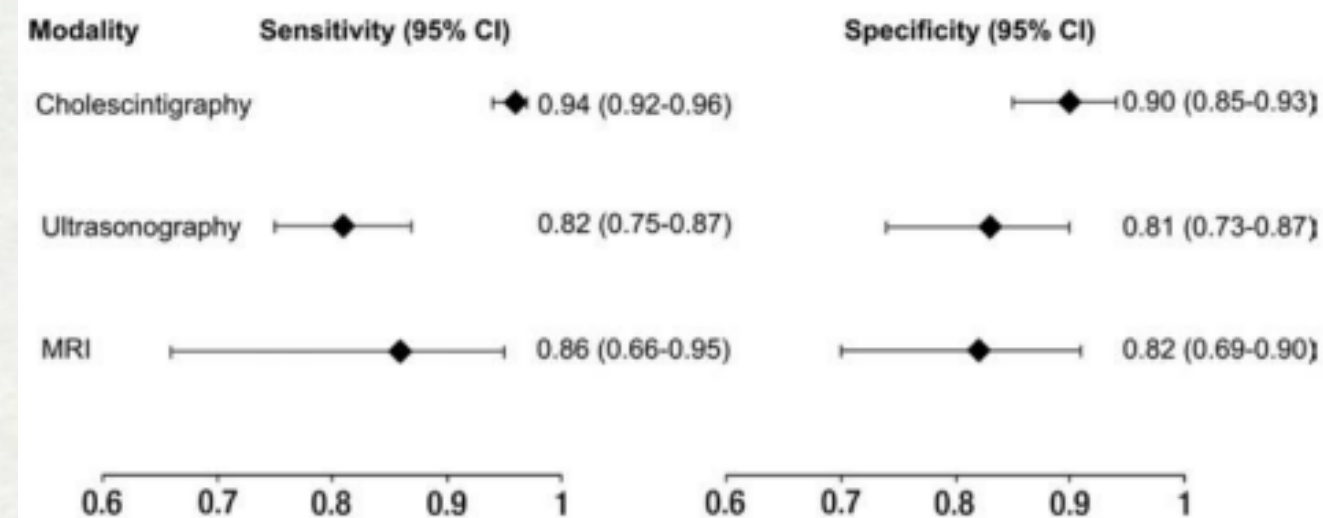 Modality Sensitivity (95% CI) Specificity (95% CI)
Cholescintigraphy 0.94 (0.92-0.96) 0.90 (0.85-0.93)
Ultrasonography 0.82 (0.75-0.87) 0.81 (0.73-0.87)
MRI 0.86 (0.66-0.95) 0.82 (0.69-0.90)
0.6 0.7 0.8 0.9 1 0.6 0.7 0.8 0.9 1